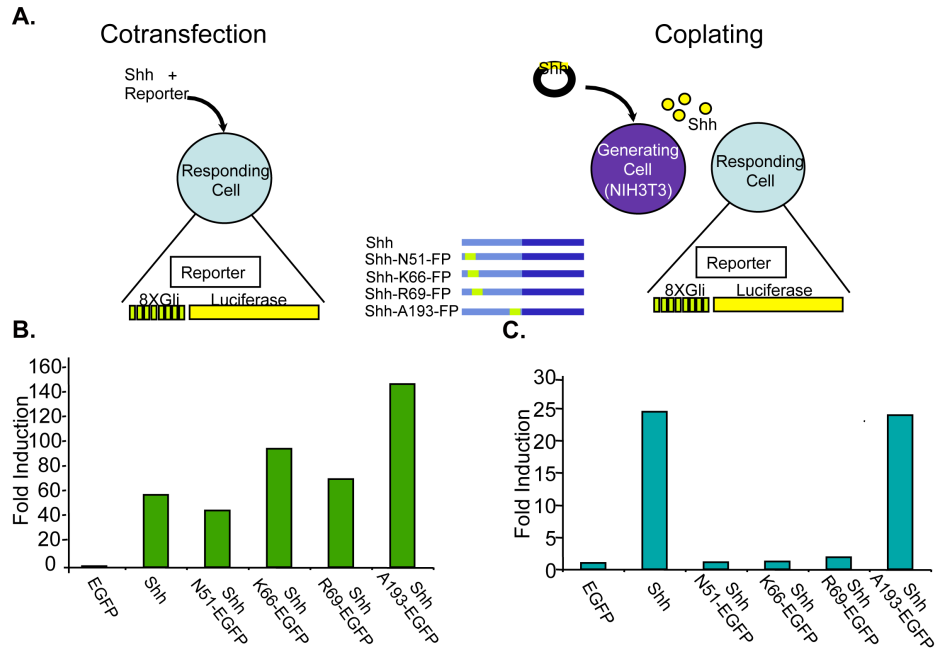 A.
Cotransfection
Coplating
Shh +
Reporter
Shh
Shh
Responding
Cell
Generating
Cell
(NIH3T3)
Responding
Cell
Reporter
8XGli
Luciferase
Shh
Shh-N51-FP
Shh-K66-FP
Shh-R69-FP
Shh-A193-FP
Reporter
8XGli
Luciferase
B.
Fold Induction
160
140
120
100
80
60
40
20
0
EGFP
Shh
Shh
N51-EGFP
Shh
K66-EGFP
Shh
R69-EGFP
Shh
A193-EGFP
C.
Fold Induction
30
25
20
15
10
5
0
EGFP
Shh
Shh
N51-EGFP
Shh
K66-EGFP
Shh
R69-EGFP
Shh
A193-EGFP